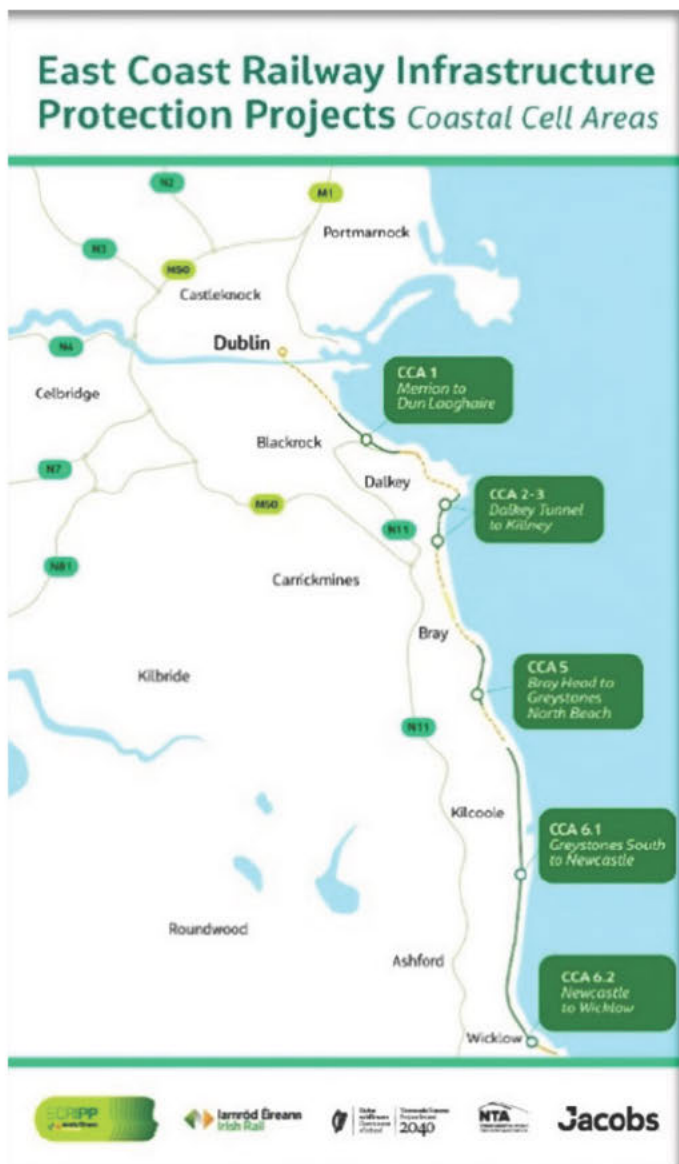 East Coast Railway Infrastructure
Protection Projects Coastal Cell Areas
N2
M1
Portmarnock
N3
M50
Castleknock
Dublin
N4
Celbridge
CCA 1
Merrion to
Dun Laoghaire
Blackrock
N7
Dalkey
CCA 2-3
Dalkey Tunnel
to Killiney
M50
N11
N81
Carrickmines
Bray
CCA 5
Bray Head to
Greystones
North Beach
Kilbride
N11
Kilcoole
CCA 6.1
Greystones South
to Newcastle
Roundwood
Ashford
CCA 6.2
Newcastle
to Wicklow
Wicklow
ECRIPP
Iarnród Éireann
Irish Rail
2040
NTA
Jacobs